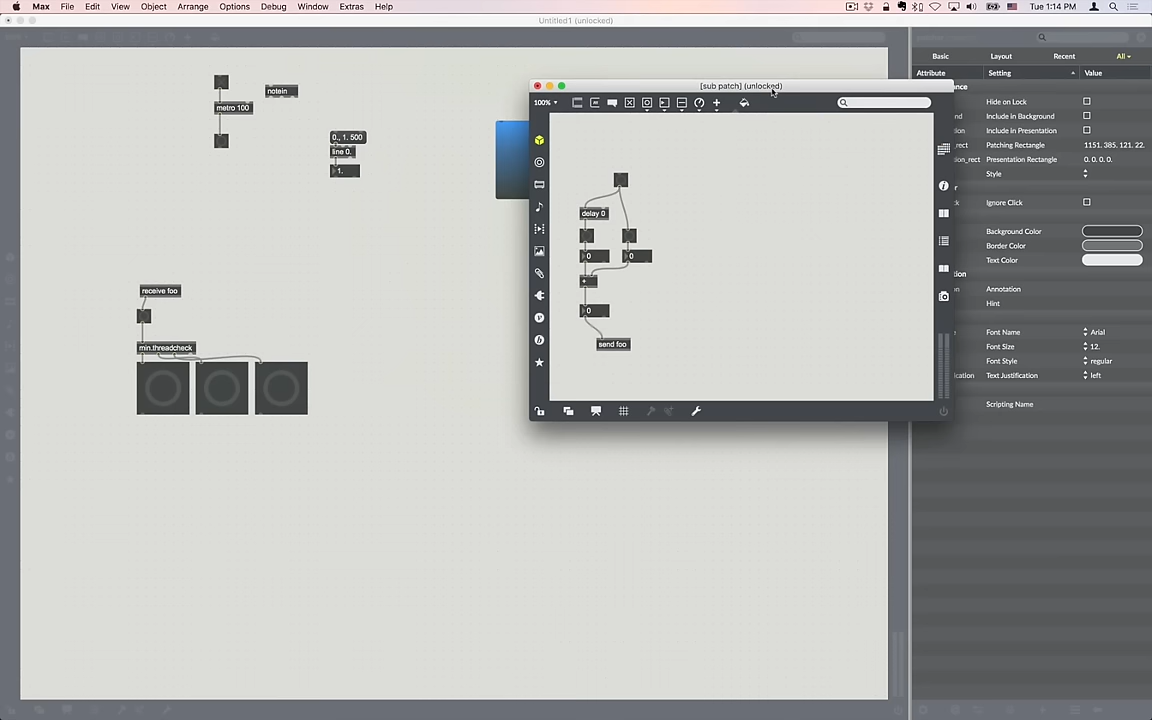 Max File Edit View Object Arrange Options Debug Window Extras Help
Tue 1:14 PM
Untitled1 (unlocked)
Basic Layout Recent All
Attribute Setting Value
metro 100
notein
0., 1. 500
line 0.
1.
receive foo
min.threadcheck
[sub patch] (unlocked)
100%
delay 0
0
0
+
0
send foo
Hide on Lock
Include in Background
Include in Presentation
_rect Patching Rectangle 1151. 385. 121. 22.
on_rect Presentation Rectangle 0. 0. 0. 0.
Style
Ignore Click
Background Color
Border Color
Text Color
Annotation
Hint
Font Name Arial
Font Size 12.
Font Style regular
Text Justification left
Scripting Name